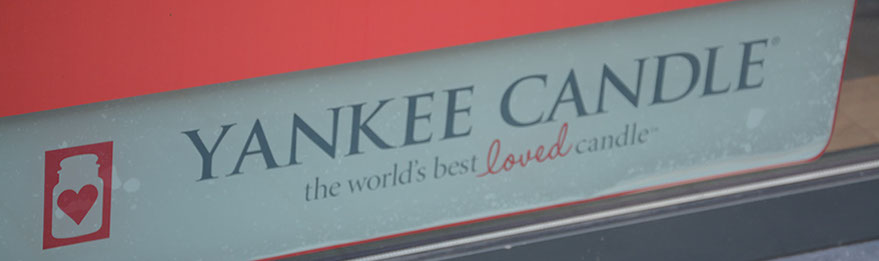 YANKEE CANDLE®
the world's best loved candle™